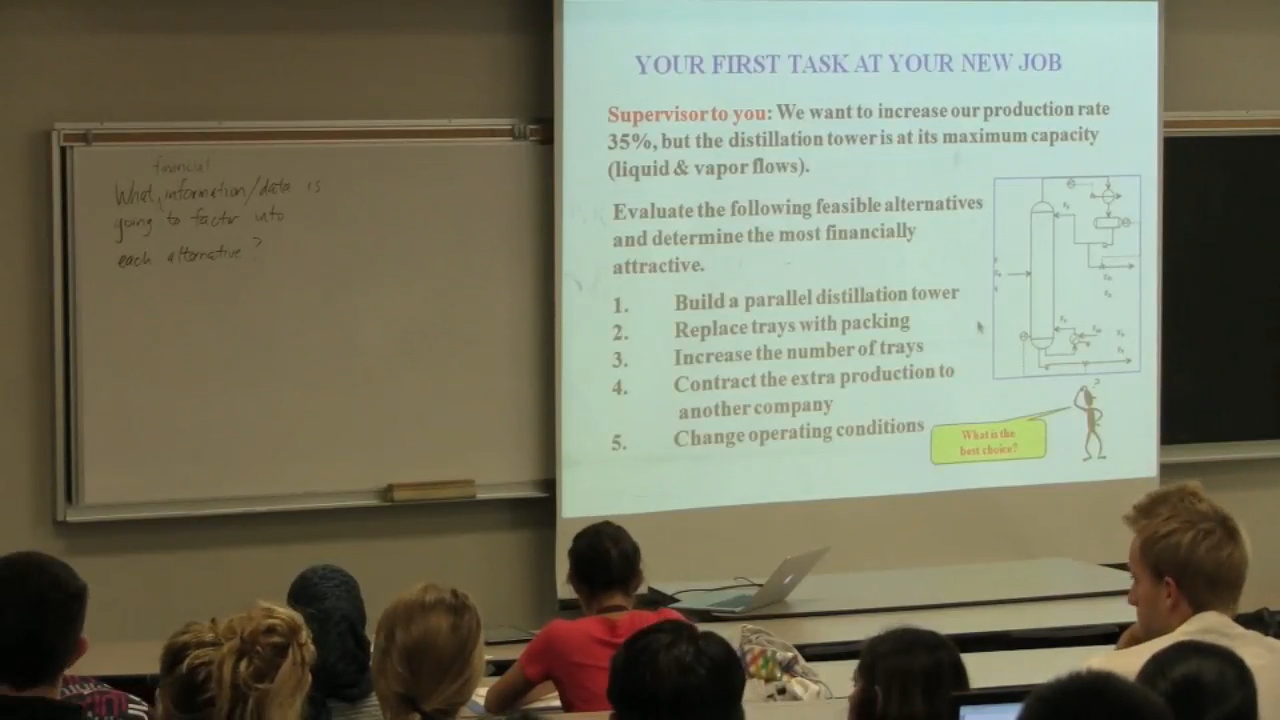 financial
What information/data is
going to factor into
each alternative?
YOUR FIRST TASK AT YOUR NEW JOB
Supervisor to you: We want to increase our production rate
35%, but the distillation tower is at its maximum capacity
(liquid & vapor flows).
Evaluate the following feasible alternatives
and determine the most financially
attractive.
1. Build a parallel distillation tower
2. Replace trays with packing
3. Increase the number of trays
4. Contract the extra production to
another company
5. Change operating conditions
What is the
best choice?
?